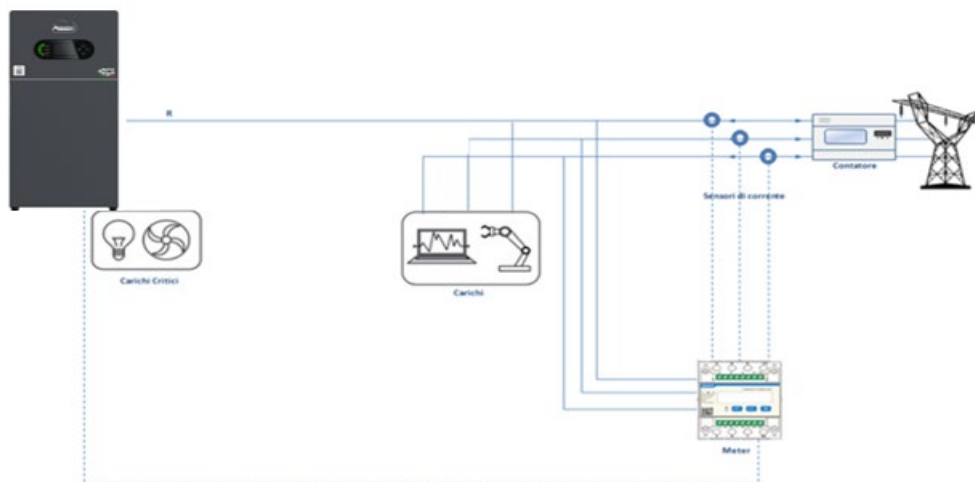 R
Contatore
Sensori di corrente
Carichi Critici
Carichi
Meter